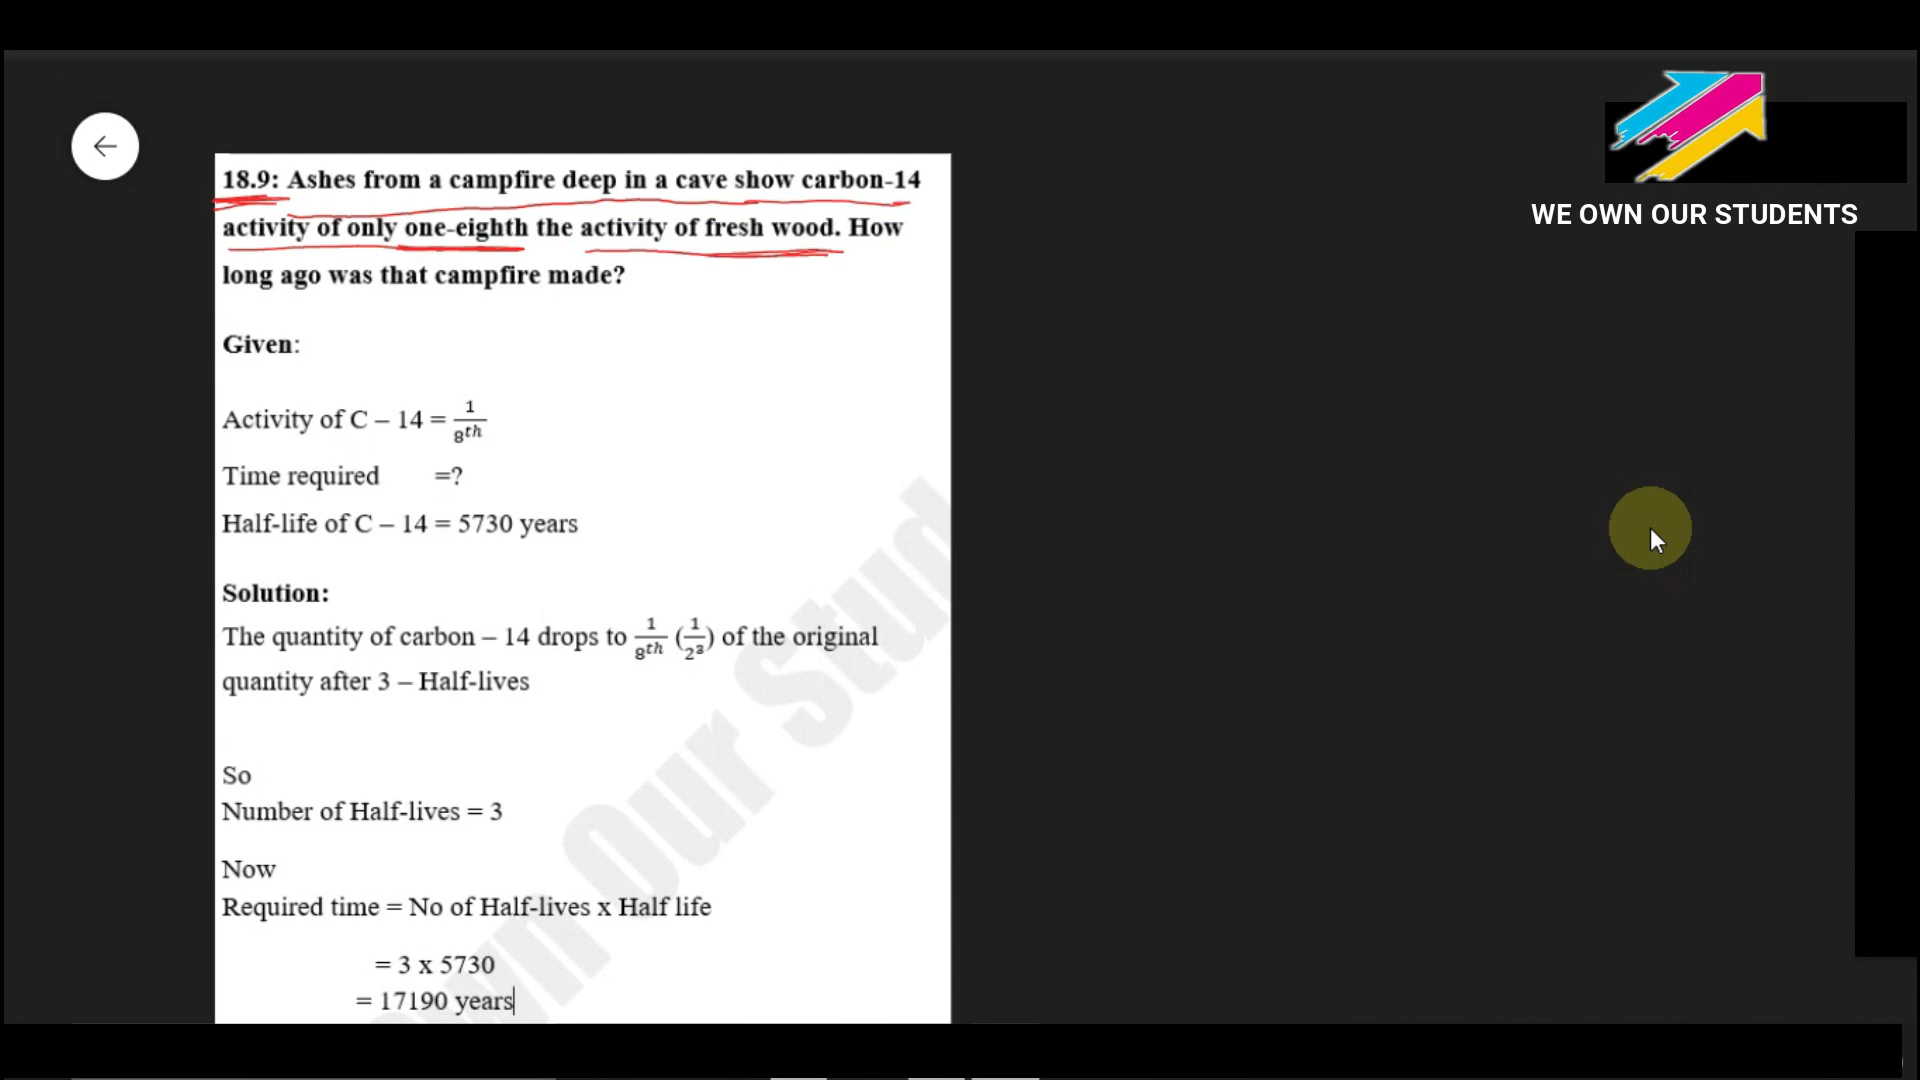 WE OWN OUR STUDENTS
18.9: Ashes from a campfire deep in a cave show carbon-14
activity of only one-eighth the activity of fresh wood. How
long ago was that campfire made?
Given:
Activity of C – 14 = 1/8th
Time required =?
Half-life of C – 14 = 5730 years
Solution:
The quantity of carbon – 14 drops to 1/8th (1/2³) of the original
quantity after 3 – Half-lives
So
Number of Half-lives = 3
Now
Required time = No of Half-lives x Half life
= 3 x 5730
= 17190 years
wn Our Stud